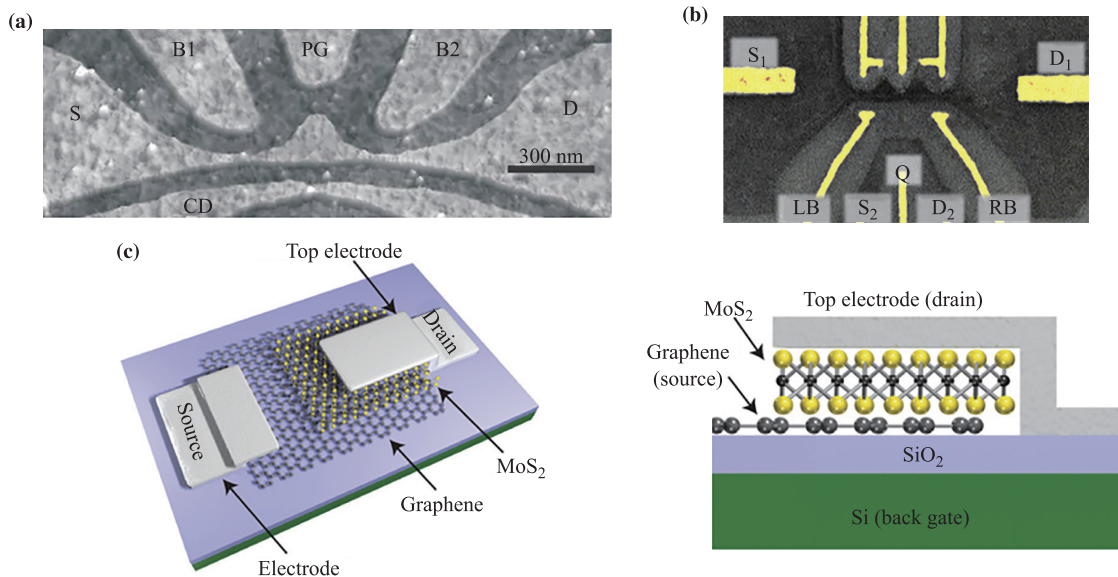 (a)
B1
PG
B2
S
D
300 nm
CD
(b)
S₁
D₁
Q
LB
S₂
D₂
RB
(c)
Top electrode
Drain
Source
MoS₂
Graphene
Electrode
Top electrode (drain)
MoS₂
Graphene
(source)
SiO₂
Si (back gate)